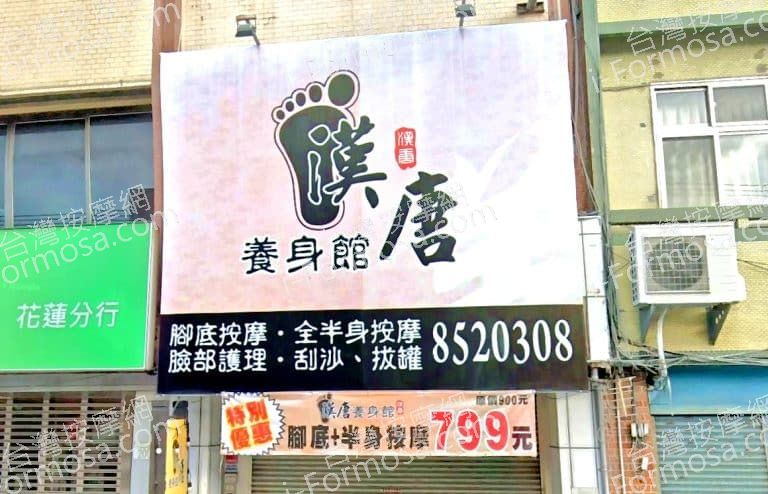 漢
唐
養身館
腳底按摩·全半身按摩
臉部護理·刮沙、拔罐
8520308
特別
優惠
漢唐養身館
原價900元
腳底+半身按摩799元
花蓮分行
台灣按摩網
i-Formosa.com